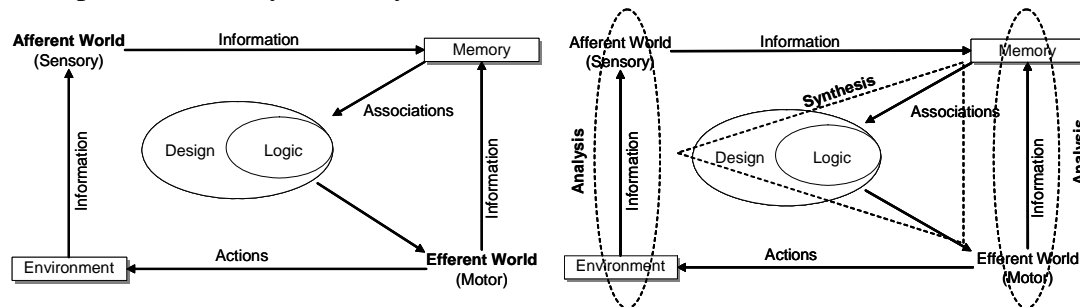 Afferent World
(Sensory)
Information
Memory
Associations
Design
Logic
Information
Information
Environment
Actions
Efferent World
(Motor)
Afferent World
(Sensory)
Information
Memory
Synthesis
Associations
Analysis
Information
Design
Logic
Information
Analysis
Environment
Actions
Efferent World
(Motor)